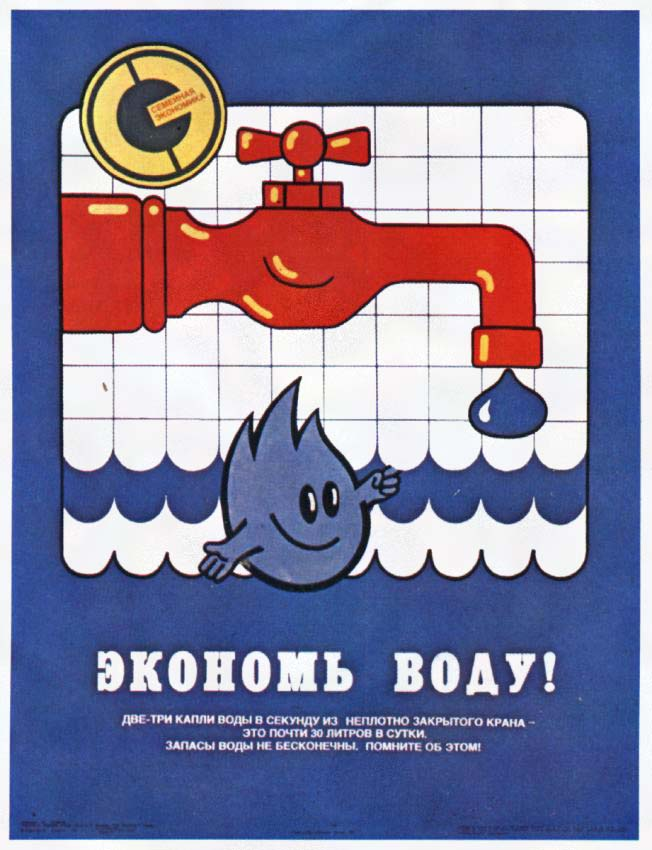 СЕМЕЙНАЯ
ЭКОНОМИКА
ЭКОНОМЬ ВОДУ!
ДВЕ-ТРИ КАПЛИ ВОДЫ В СЕКУНДУ ИЗ НЕПЛОТНО ЗАКРЫТОГО КРАНА –
ЭТО ПОЧТИ 30 ЛИТРОВ В СУТКИ.
ЗАПАСЫ ВОДЫ НЕ БЕСКОНЕЧНЫ. ПОМНИТЕ ОБ ЭТОМ!